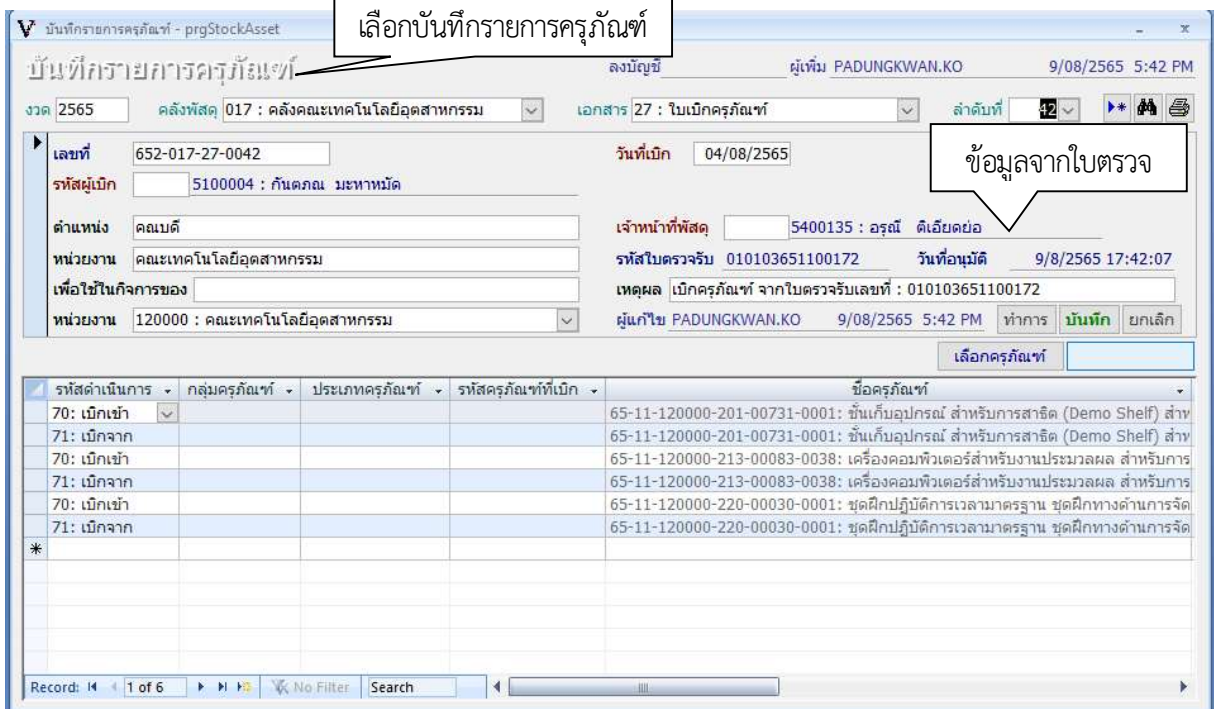 เลือกบันทึกรายการครุภัณฑ์
บันทึกรายการครุภัณฑ์ - prgStockAsset
บันทึกรายการครุภัณฑ์ ลงบัญชี ผู้เพิ่ม PADUNGKWAN.KO 9/08/2565 5:42 PM
งวด 2565 คลังพัสดุ 017 : คลังคณะเทคโนโลยีอุตสาหกรรม เอกสาร 27 : ใบเบิกครุภัณฑ์ ลำดับที่ 42
ข้อมูลจากใบตรวจ
เลขที่ 652-017-27-0042 วันที่เบิก 04/08/2565
รหัสผู้เบิก 5100004 : กันตภณ มะหาหมัด
ตำแหน่ง คณบดี เจ้าหน้าที่พัสดุ 5400135 : อรุณี ติเอียดย่อ
หน่วยงาน คณะเทคโนโลยีอุตสาหกรรม รหัสใบตรวจรับ 010103651100172 วันที่อนุมัติ 9/8/2565 17:42:07
เพื่อใช้ในกิจการของ เหตุผล เบิกครุภัณฑ์ จากใบตรวจรับเลขที่ : 010103651100172
หน่วยงาน 120000 : คณะเทคโนโลยีอุตสาหกรรม ผู้แก้ไข PADUNGKWAN.KO 9/08/2565 5:42 PM ทำการ บันทึก ยกเลิก
เลือกครุภัณฑ์
รหัสดำเนินการ กลุ่มครุภัณฑ์ ประเภทครุภัณฑ์ รหัสครุภัณฑ์ที่เบิก ชื่อครุภัณฑ์
70: เบิกเข้า 65-11-120000-201-00731-0001: ชั้นเก็บอุปกรณ์ สำหรับการสาธิต (Demo Shelf) สำห
71: เบิกจาก 65-11-120000-201-00731-0001: ชั้นเก็บอุปกรณ์ สำหรับการสาธิต (Demo Shelf) สำห
70: เบิกเข้า 65-11-120000-213-00083-0038: เครื่องคอมพิวเตอร์สำหรับงานประมวลผล สำหรับการ
71: เบิกจาก 65-11-120000-213-00083-0038: เครื่องคอมพิวเตอร์สำหรับงานประมวลผล สำหรับการ
70: เบิกเข้า 65-11-120000-220-00030-0001: ชุดฝึกปฏิบัติการเวลามาตรฐาน ชุดฝึกทางด้านการจัด
71: เบิกจาก 65-11-120000-220-00030-0001: ชุดฝึกปฏิบัติการเวลามาตรฐาน ชุดฝึกทางด้านการจัด
Record: 1 of 6 No Filter Search